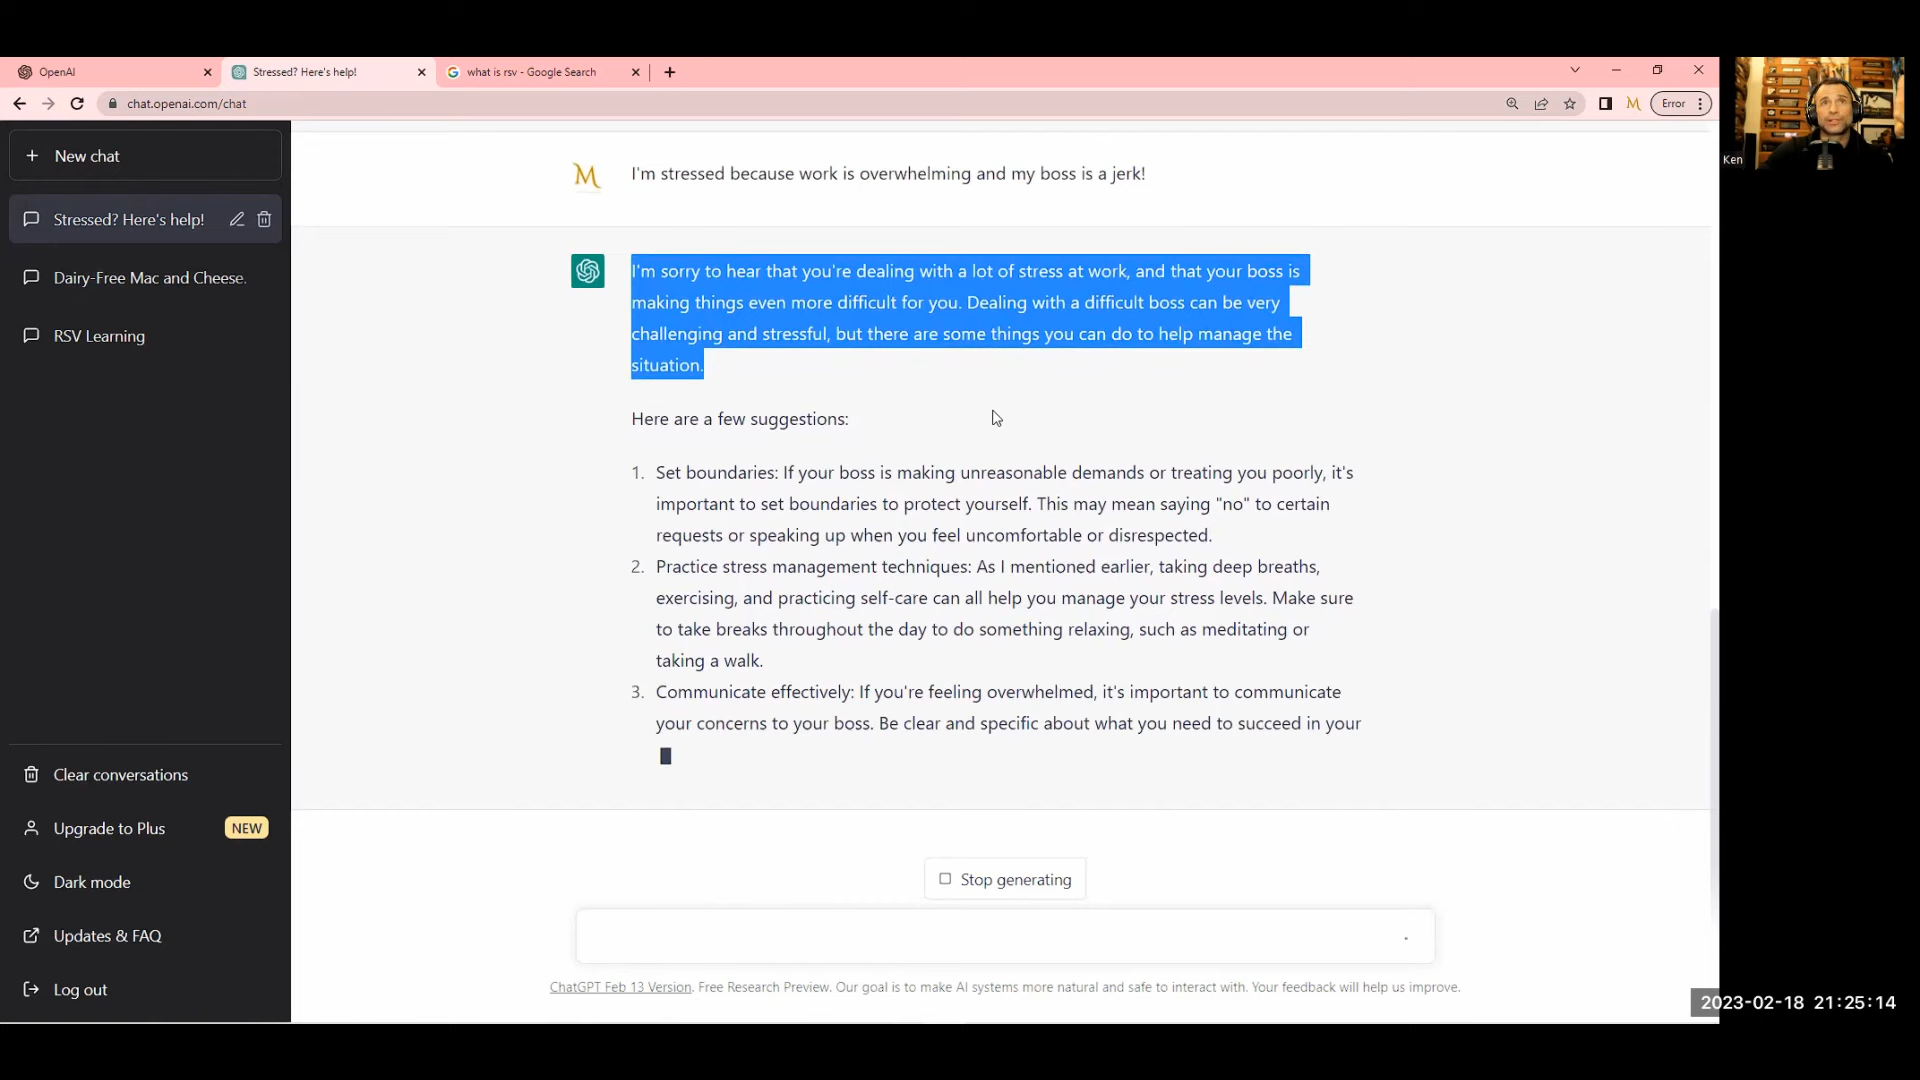 OpenAI
Stressed? Here's help!
what is rsv - Google Search
chat.openai.com/chat
Error
Ken
New chat
Stressed? Here's help!
Dairy-Free Mac and Cheese.
RSV Learning
Clear conversations
Upgrade to Plus NEW
Dark mode
Updates & FAQ
Log out
I'm stressed because work is overwhelming and my boss is a jerk!
I'm sorry to hear that you're dealing with a lot of stress at work, and that your boss is
making things even more difficult for you. Dealing with a difficult boss can be very
challenging and stressful, but there are some things you can do to help manage the
situation.
Here are a few suggestions:
1. Set boundaries: If your boss is making unreasonable demands or treating you poorly, it's
important to set boundaries to protect yourself. This may mean saying "no" to certain
requests or speaking up when you feel uncomfortable or disrespected.
2. Practice stress management techniques: As I mentioned earlier, taking deep breaths,
exercising, and practicing self-care can all help you manage your stress levels. Make sure
to take breaks throughout the day to do something relaxing, such as meditating or
taking a walk.
3. Communicate effectively: If you're feeling overwhelmed, it's important to communicate
your concerns to your boss. Be clear and specific about what you need to succeed in your
Stop generating
ChatGPT Feb 13 Version. Free Research Preview. Our goal is to make AI systems more natural and safe to interact with. Your feedback will help us improve.
2023-02-18 21:25:14